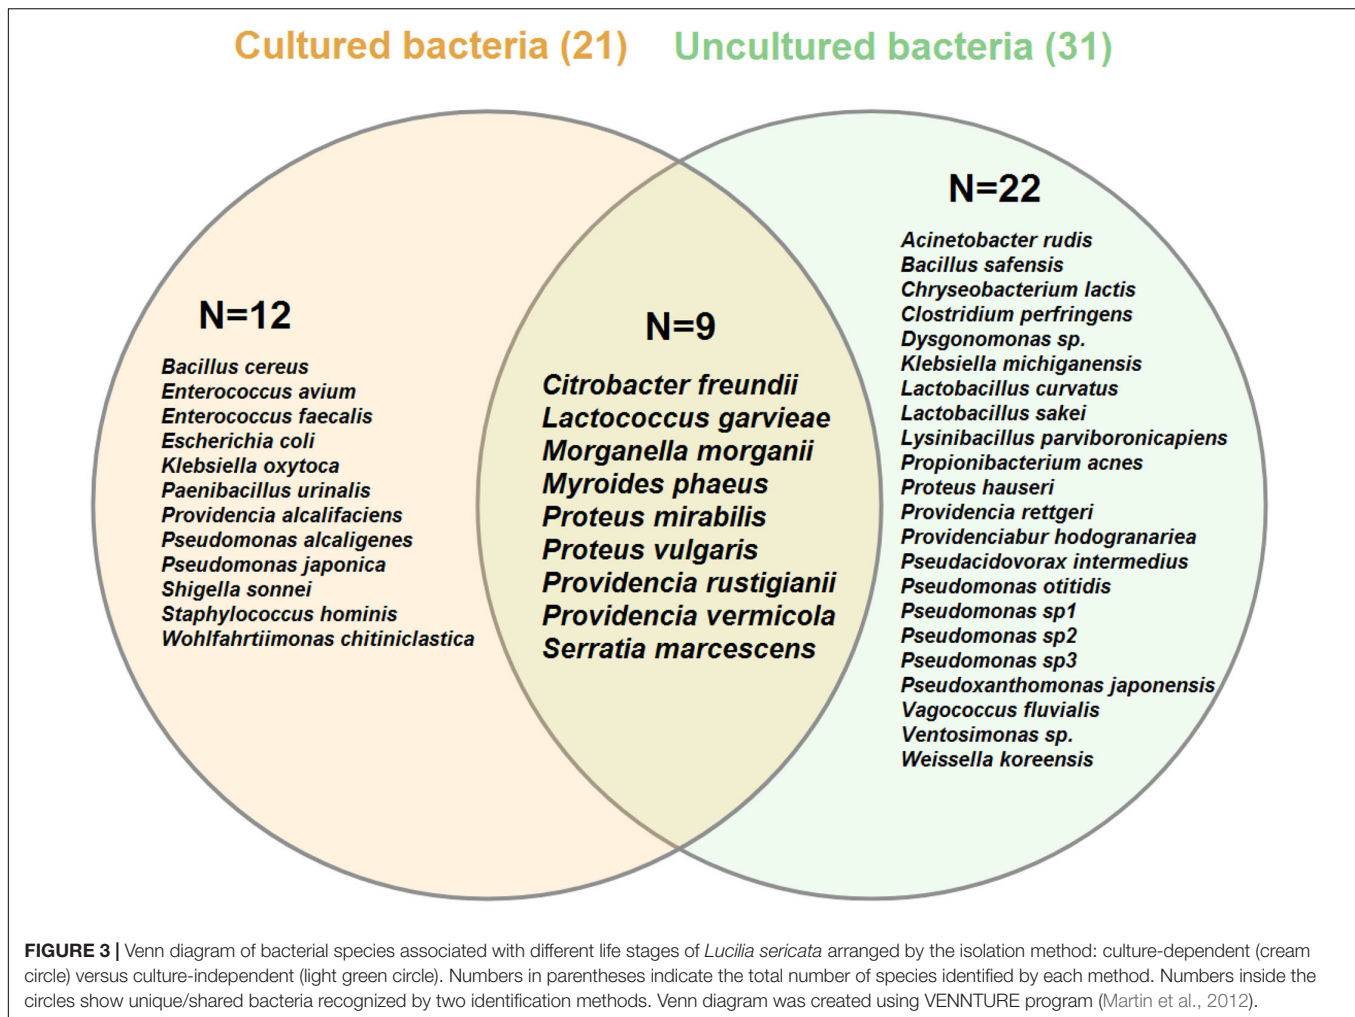 Cultured bacteria (21) Uncultured bacteria (31)
N=12
Bacillus cereus
Enterococcus avium
Enterococcus faecalis
Escherichia coli
Klebsiella oxytoca
Paenibacillus urinalis
Providencia alcalifaciens
Pseudomonas alcaligenes
Pseudomonas japonica
Shigella sonnei
Staphylococcus hominis
Wohlfahrtiimonas chitiniclastica
N=9
Citrobacter freundii
Lactococcus garvieae
Morganella morganii
Myroides phaeus
Proteus mirabilis
Proteus vulgaris
Providencia rustigianii
Providencia vermicola
Serratia marcescens
N=22
Acinetobacter rudis
Bacillus safensis
Chryseobacterium lactis
Clostridium perfringens
Dysgonomonas sp.
Klebsiella michiganensis
Lactobacillus curvatus
Lactobacillus sakei
Lysinibacillus parviboronicapiens
Propionibacterium acnes
Proteus hauseri
Providencia rettgeri
Providenciabur hodogranariea
Pseudacidovorax intermedius
Pseudomonas otitidis
Pseudomonas sp1
Pseudomonas sp2
Pseudomonas sp3
Pseudoxanthomonas japonensis
Vagococcus fluvialis
Ventosimonas sp.
Weissella koreensis
FIGURE 3 | Venn diagram of bacterial species associated with different life stages of Lucilia sericata arranged by the isolation method: culture-dependent (cream
circle) versus culture-independent (light green circle). Numbers in parentheses indicate the total number of species identified by each method. Numbers inside the
circles show unique/shared bacteria recognized by two identification methods. Venn diagram was created using VENNTURE program (Martin et al., 2012).